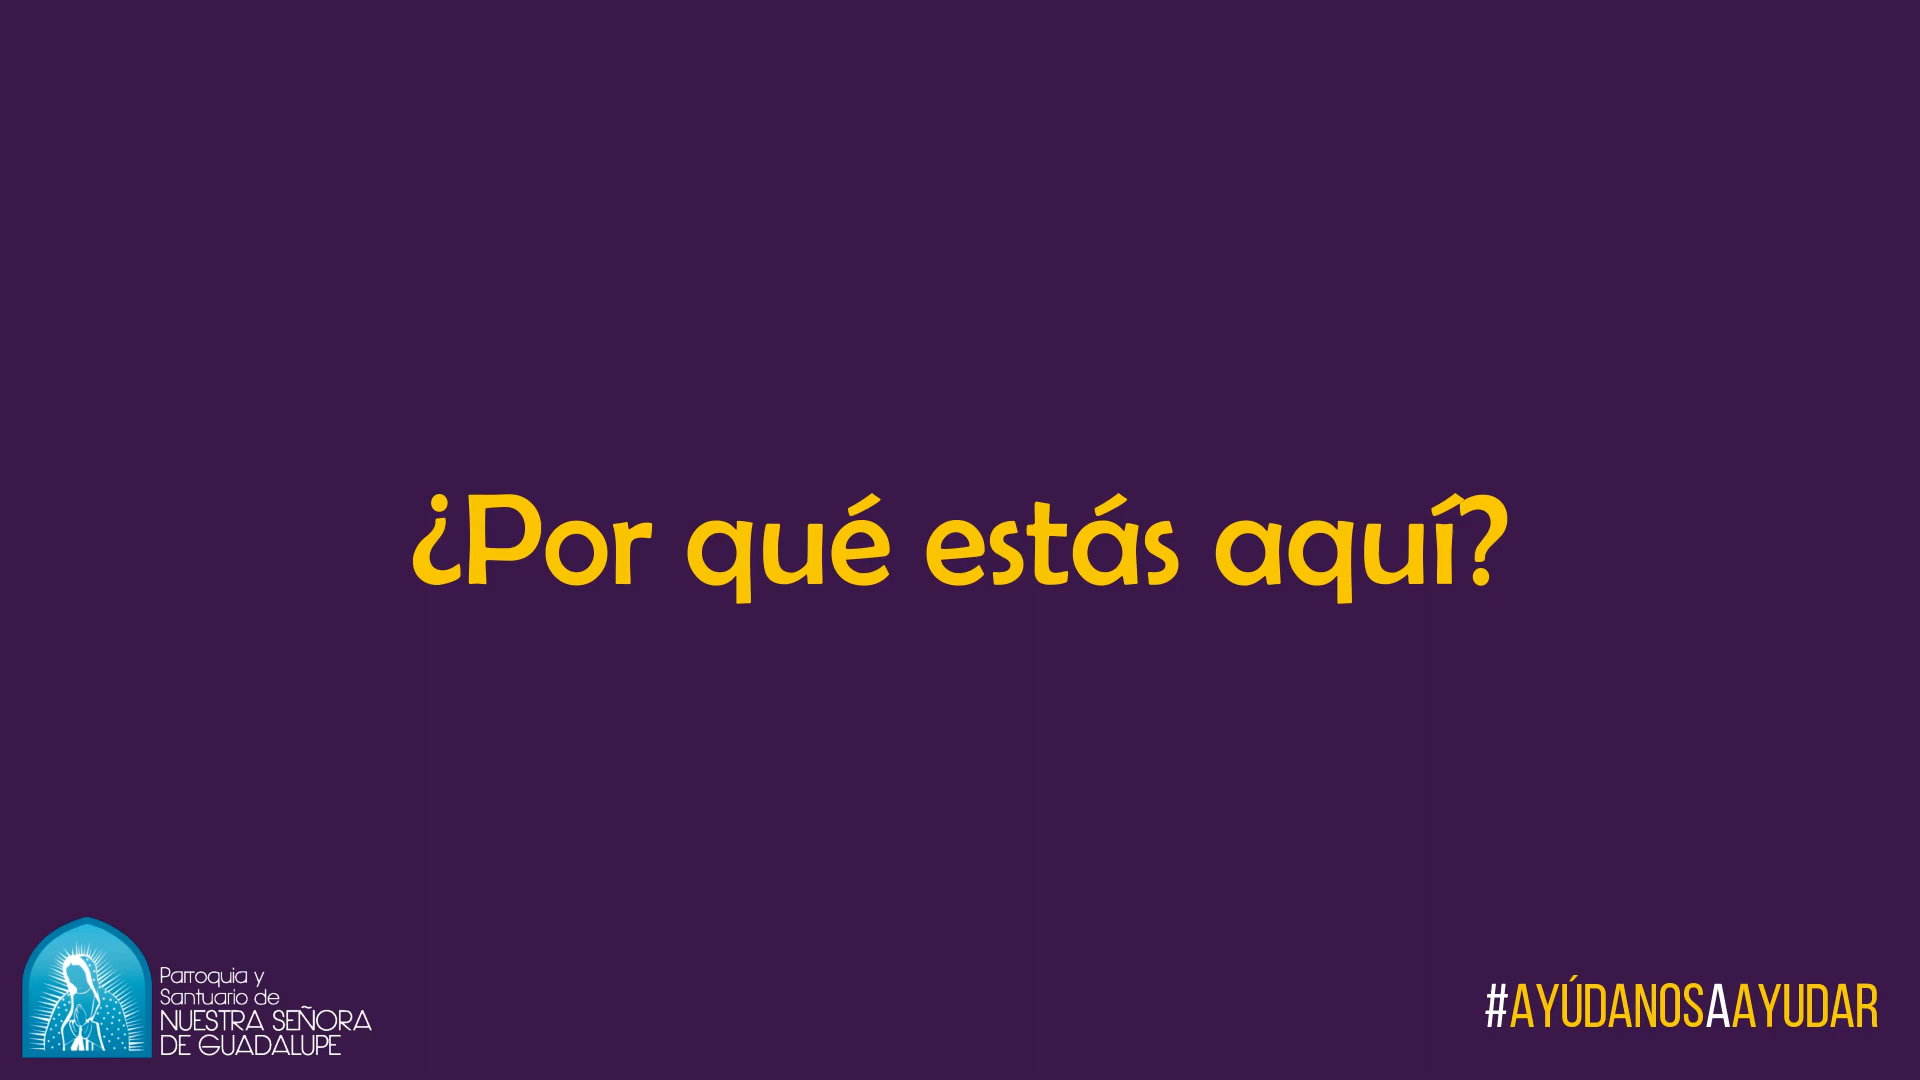 ¿Por qué estás aquí?
Parroquia y
Santuario de
NUESTRA SEÑORA
DE GUADALUPE
#AYÚDANOSAAYUDAR